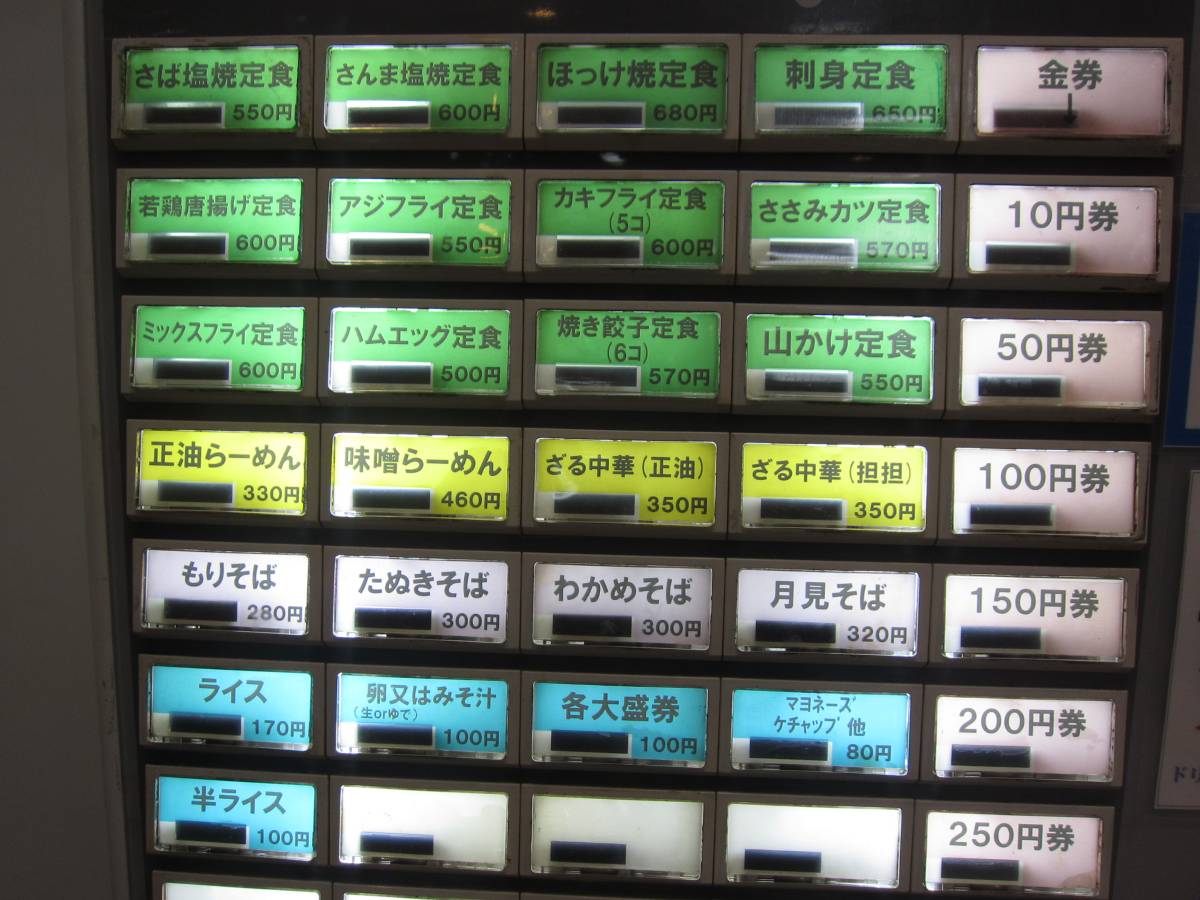 さば塩焼定食
550円
さんま塩焼定食
600円
ほっけ焼定食
680円
刺身定食
650円
金券
↓
若鶏唐揚げ定食
600円
アジフライ定食
550円
カキフライ定食
(5コ)
600円
ささみカツ定食
570円
10円券
ミックスフライ定食
600円
ハムエッグ定食
500円
焼き餃子定食
(6コ)
570円
山かけ定食
550円
50円券
正油らーめん
330円
味噌らーめん
460円
ざる中華(正油)
350円
ざる中華(担担)
350円
100円券
もりそば
280円
たぬきそば
300円
わかめそば
300円
月見そば
320円
150円券
ライス
170円
卵又はみそ汁
(生orゆで)
100円
各大盛券
100円
マヨネーズ
ケチャップ他
80円
200円券
半ライス
100円
250円券
ドリ